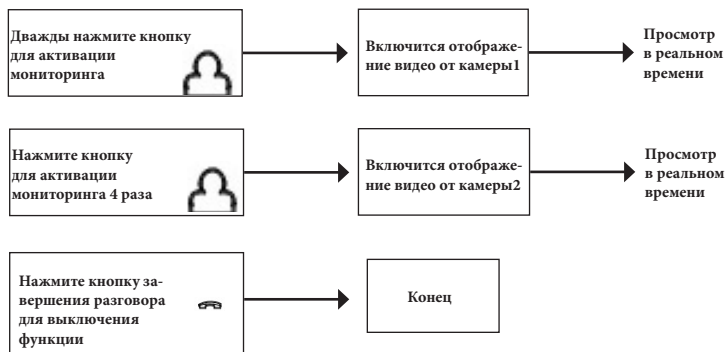 Дважды нажмите кнопку
для активации
мониторинга
Включится отображе-
ние видео от камеры1
Просмотр
в реальном
времени
Нажмите кнопку
для активации
мониторинга 4 раза
Включится отображе-
ние видео от камеры2
Просмотр
в реальном
времени
Нажмите кнопку за-
вершения разговора
для выключения
функции
Конец